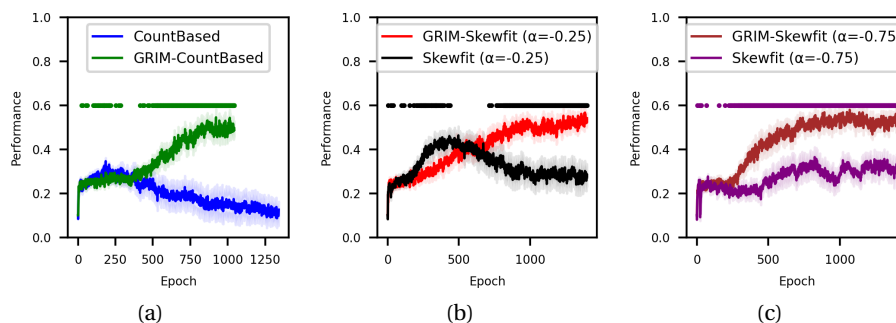 1.0
0.8
0.6
0.4
0.2
0.0
Performance
0
250
500
750
1000
1250
Epoch
CountBased
GRIM-CountBased
(a)
1.0
0.8
0.6
0.4
0.2
0.0
Performance
0
500
1000
Epoch
GRIM-Skewfit (α=-0.25)
Skewfit (α=-0.25)
(b)
1.0
0.8
0.6
0.4
0.2
0.0
Performance
0
500
1000
Epoch
GRIM-Skewfit (α=-0.75
Skewfit (α=-0.75)
(c)